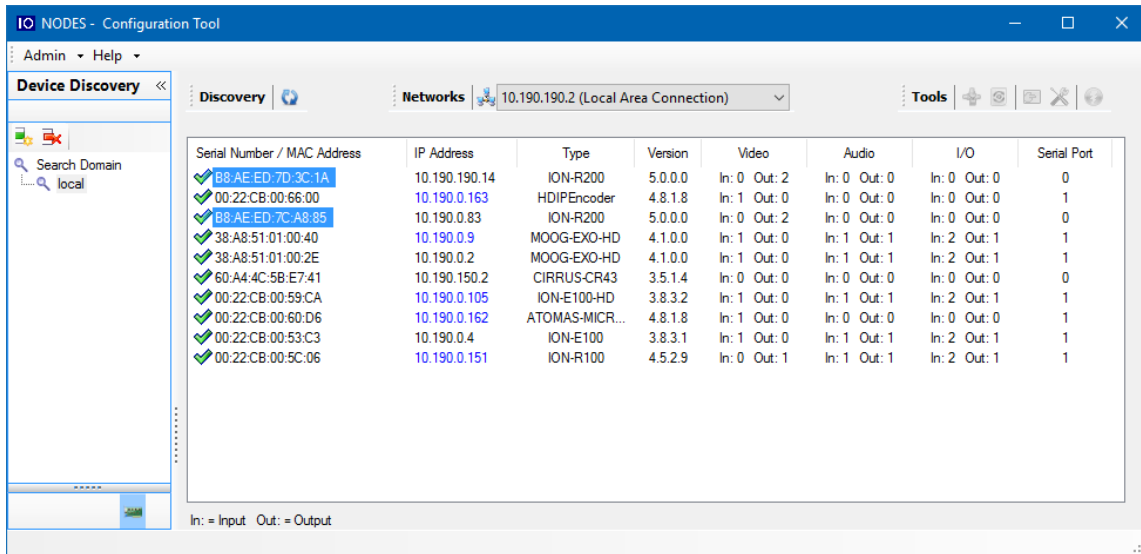 IO NODES - Configuration Tool
Admin Help
Device Discovery «
Discovery Networks 10.190.190.2 (Local Area Connection) Tools
Search Domain
local
Serial Number / MAC Address IP Address Type Version Video Audio I/O Serial Port
B8:AE:ED:7D:3C:1A 10.190.190.14 ION-R200 5.0.0.0 In: 0 Out: 2 In: 0 Out: 0 In: 0 Out: 0 0
00:22:CB:00:66:00 10.190.0.163 HDIPEncoder 4.8.1.8 In: 1 Out: 0 In: 0 Out: 0 In: 0 Out: 0 1
B8:AE:ED:7C:A8:85 10.190.0.83 ION-R200 5.0.0.0 In: 0 Out: 2 In: 0 Out: 0 In: 0 Out: 0 0
38:A8:51:01:00:40 10.190.0.9 MOOG-EXO-HD 4.1.0.0 In: 1 Out: 0 In: 1 Out: 1 In: 2 Out: 1 1
38:A8:51:01:00:2E 10.190.0.2 MOOG-EXO-HD 4.1.0.0 In: 1 Out: 0 In: 1 Out: 1 In: 2 Out: 1 1
60:A4:4C:5B:E7:41 10.190.150.2 CIRRUS-CR43 3.5.1.4 In: 0 Out: 0 In: 0 Out: 0 In: 0 Out: 0 0
00:22:CB:00:59:CA 10.190.0.105 ION-E100-HD 3.8.3.2 In: 1 Out: 0 In: 1 Out: 1 In: 2 Out: 1 1
00:22:CB:00:60:D6 10.190.0.162 ATOMAS-MICR... 4.8.1.8 In: 1 Out: 0 In: 0 Out: 0 In: 0 Out: 0 1
00:22:CB:00:53:C3 10.190.0.4 ION-E100 3.8.3.1 In: 1 Out: 0 In: 1 Out: 1 In: 2 Out: 1 1
00:22:CB:00:5C:06 10.190.0.151 ION-R100 4.5.2.9 In: 0 Out: 1 In: 1 Out: 1 In: 2 Out: 1 1
In: = Input Out: = Output